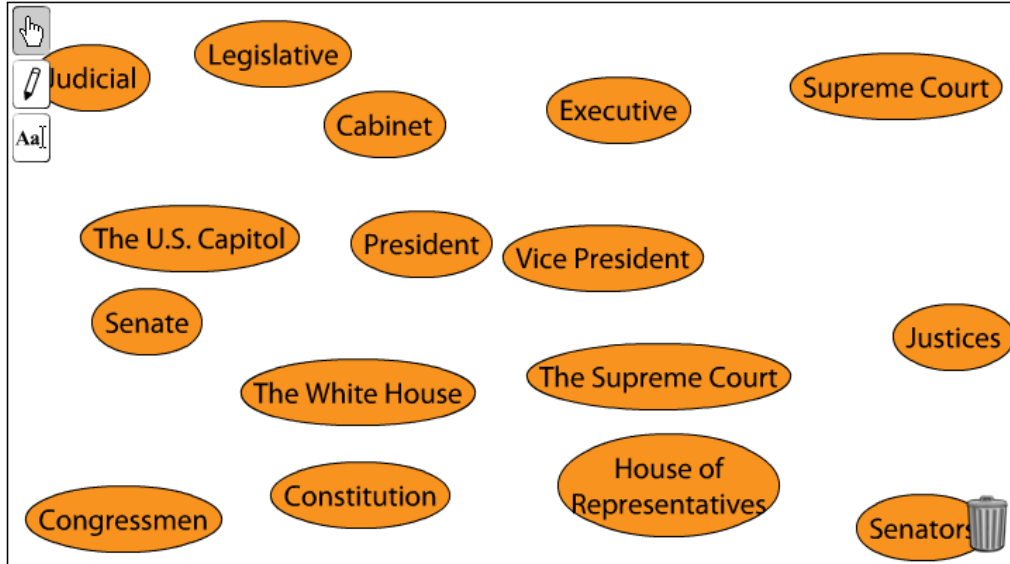 Legislative
Judicial
Cabinet
Executive
Supreme Court
Aa
The U.S. Capitol
President
Vice President
Senate
Justices
The White House
The Supreme Court
House of
Representatives
Constitution
Congressmen
Senators